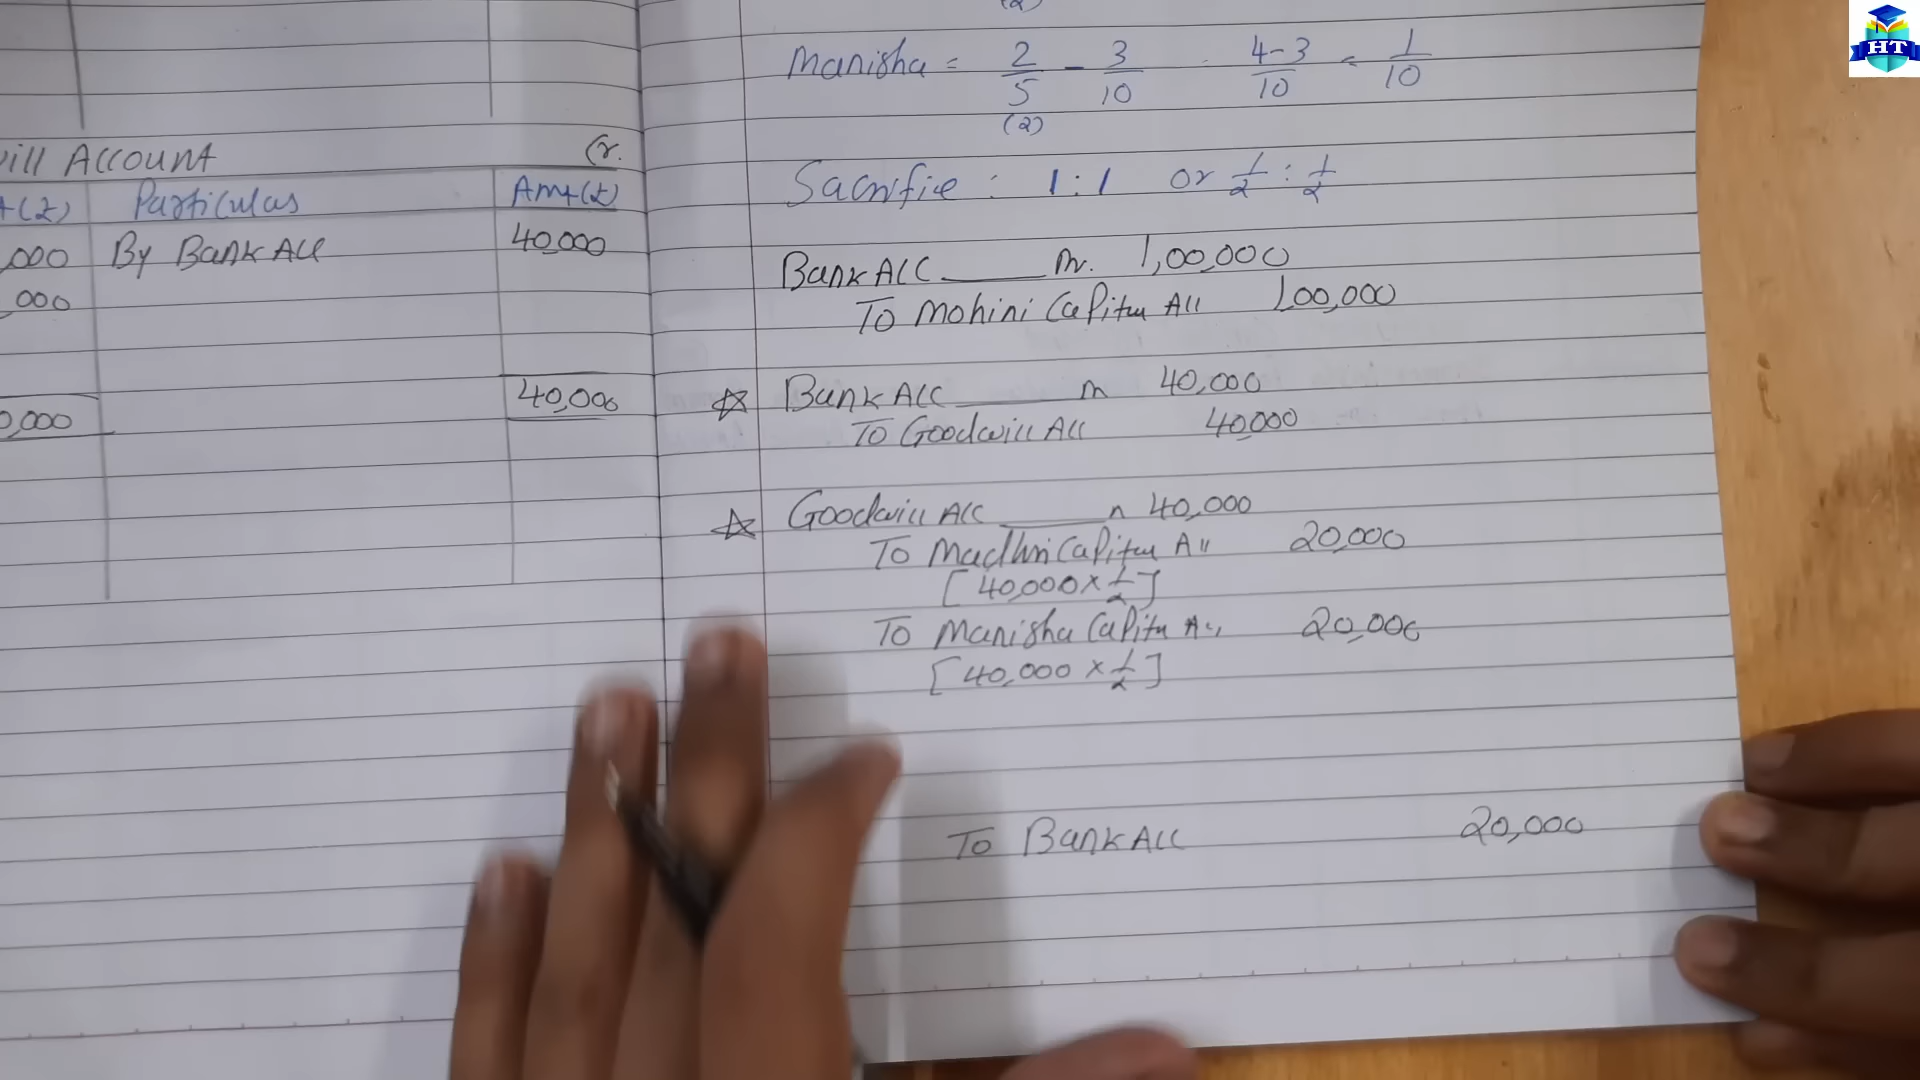 ill Account Cr.
t(₹) Particulas Amt(₹)
,000 By Bank A/c 40,000
,000
40,000
0,000
(2)
Manisha = 2/5 - 3/10 = 4-3/10 = 1/10
(2)
Sacrifice : 1:1 or 1/2 : 1/2
Bank A/c Dr. 1,00,000
To Mohini Capital A/c 1,00,000
☆ Bank A/c Dr 40,000
To Goodwill A/c 40,000
☆ Goodwill A/c Dr 40,000
To Madhuri Capital A/c 20,000
[40,000 × 1/2]
To Manisha Capital A/c 20,000
[40,000 × 1/2]
To Bank A/c 20,000
HT